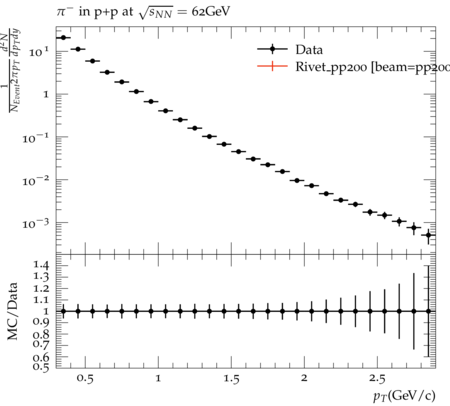 π⁻ in p+p at √s_NN = 62GeV
1/(N_Event 2πp_T) d²N/(dp_T dy)
Data
Rivet_pp200 [beam=pp200
10¹
1
10⁻¹
10⁻²
10⁻³
MC/Data
1.4
1.3
1.2
1.1
1
0.9
0.8
0.7
0.6
0.5
0.5 1 1.5 2 2.5
p_T(GeV/c)